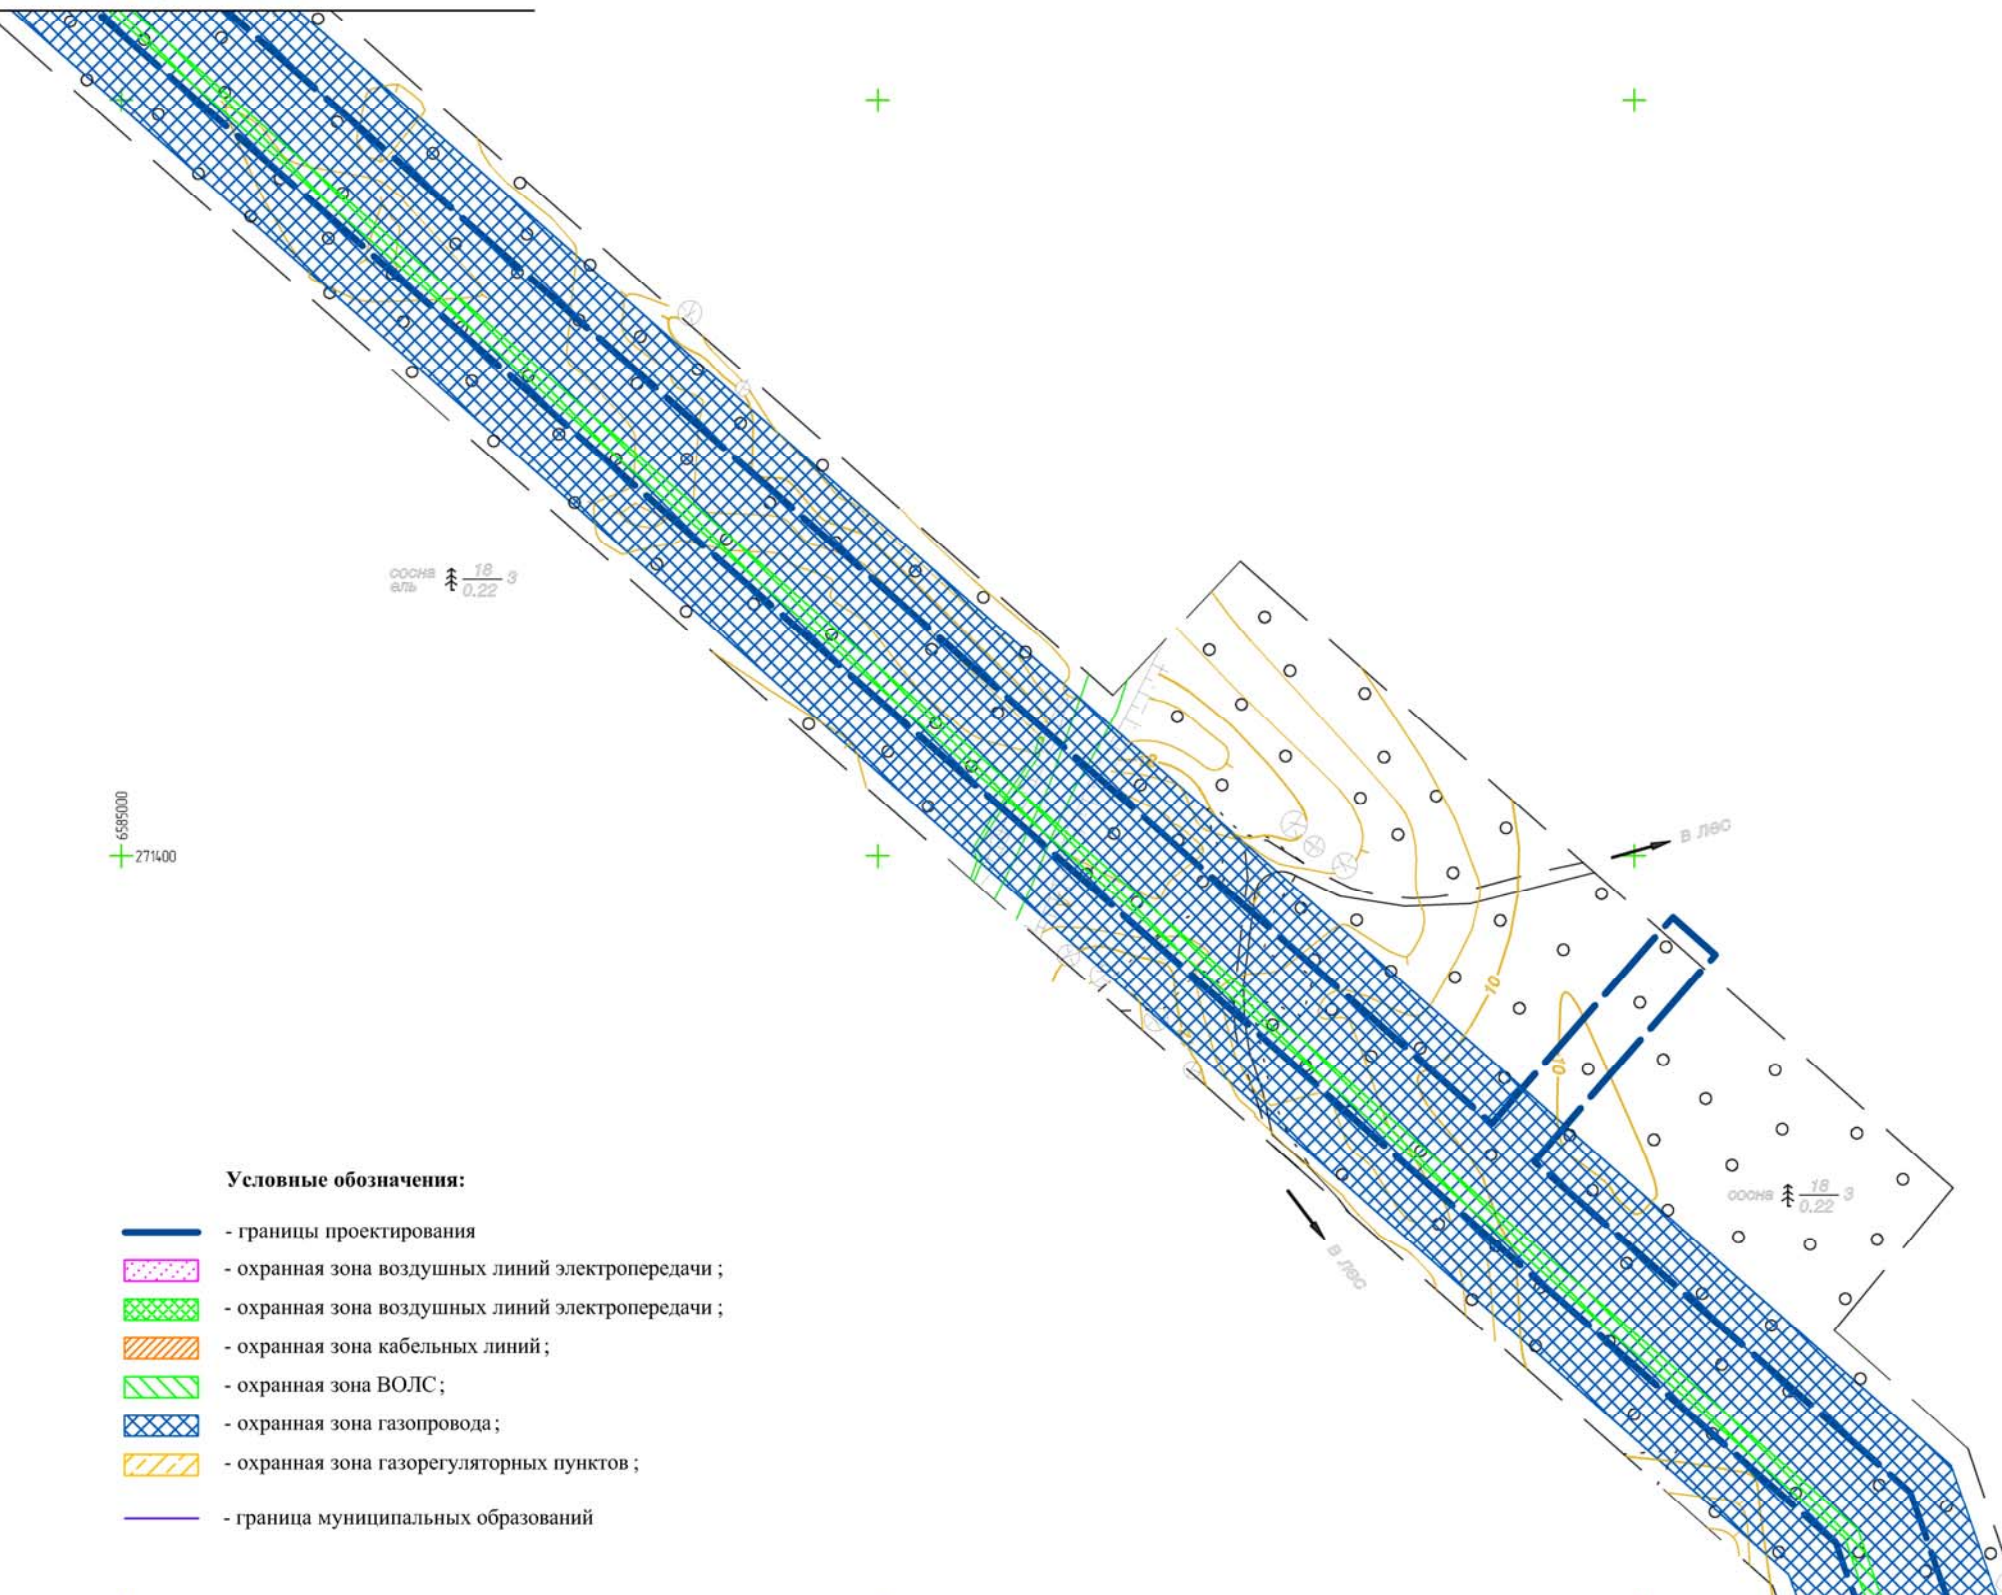 сосна 18 3
ель 0.22
6585000
271400
10
10
в лес
сосна 18 3
0.22
в лес
Условные обозначения:
- границы проектирования
- охранная зона воздушных линий электропередачи ;
- охранная зона воздушных линий электропередачи ;
- охранная зона кабельных линий ;
- охранная зона ВОЛС ;
- охранная зона газопровода ;
- охранная зона газорегуляторных пунктов ;
- граница муниципальных образований